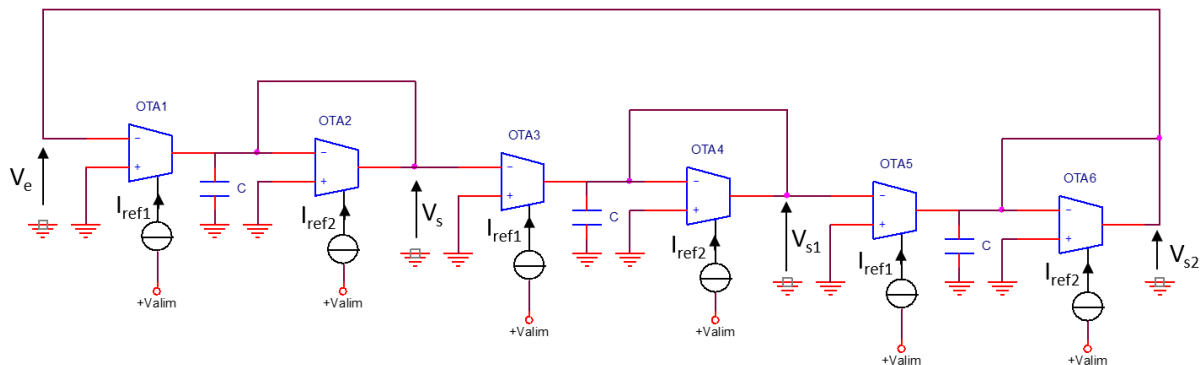 OTA1
OTA2
OTA3
OTA4
OTA5
OTA6
− + C
− +
− + C
− +
− + C
− +
Ve
Iref1
Iref2
Vs
Iref1
Iref2
Vs1
Iref1
Iref2
Vs2
+Valim
+Valim
+Valim
+Valim
+Valim
+Valim